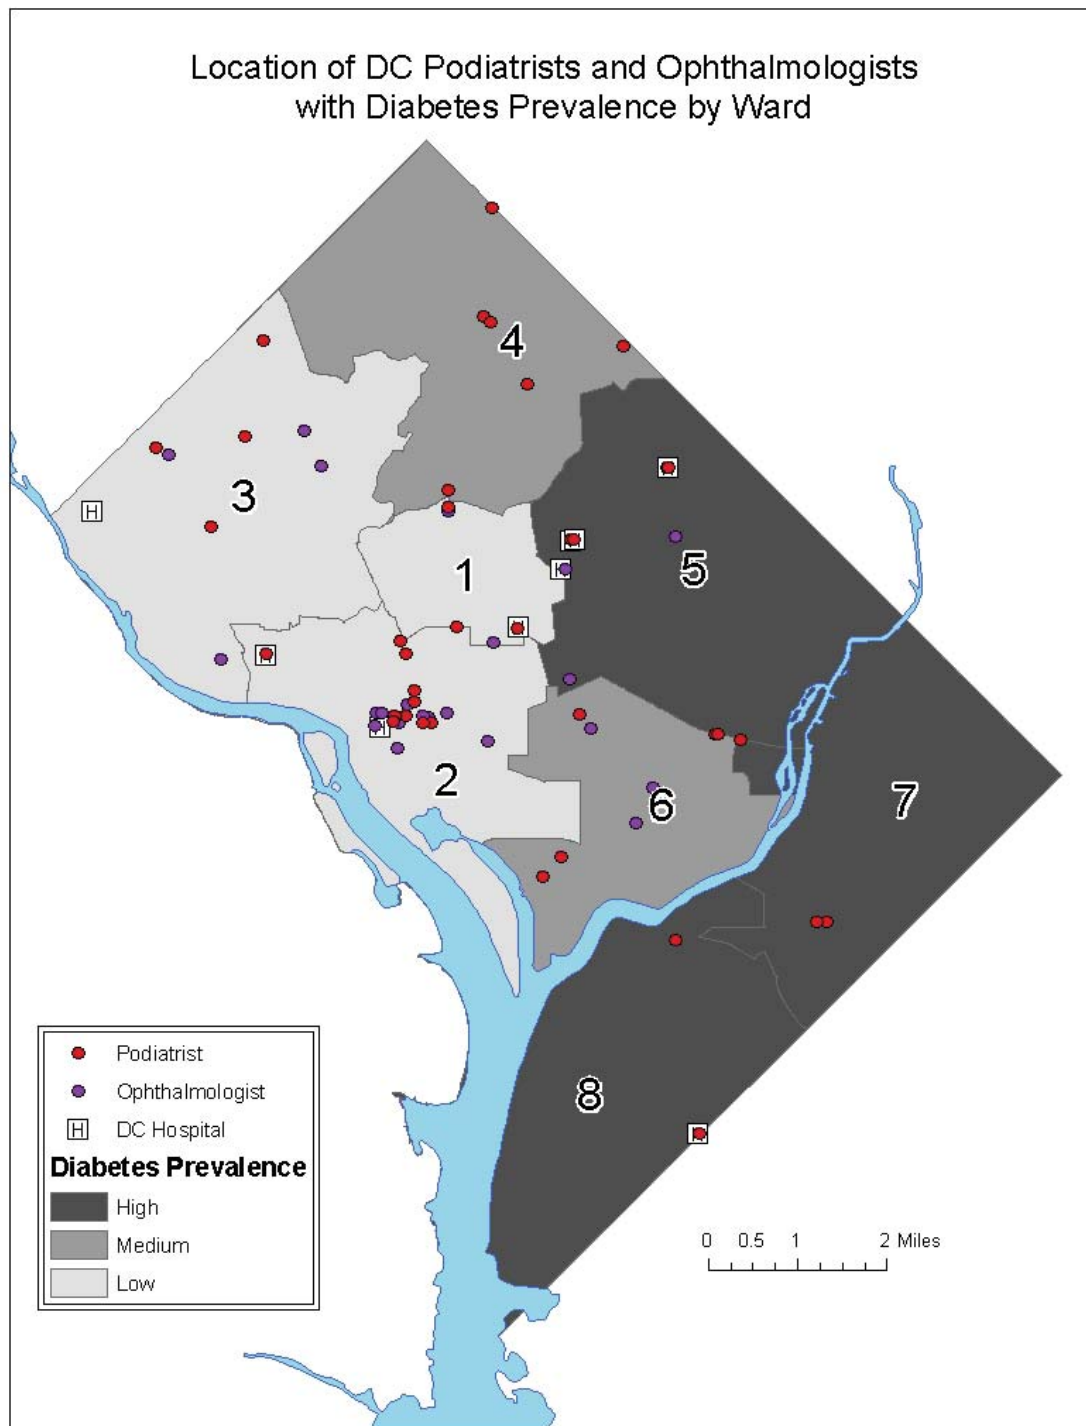 Location of DC Podiatrists and Ophthalmologists
with Diabetes Prevalence by Ward
4
3
H
1
5
H
2
6
7
8
Podiatrist
Ophthalmologist
H DC Hospital
Diabetes Prevalence
High
Medium
Low
0 0.5 1 2 Miles